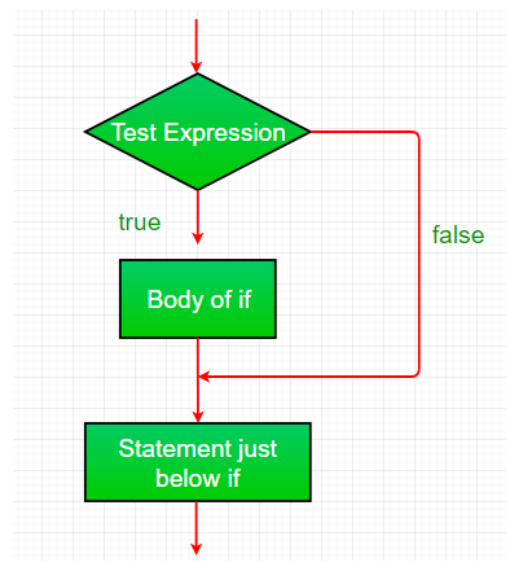 Test Expression
true
false
Body of if
Statement just
below if